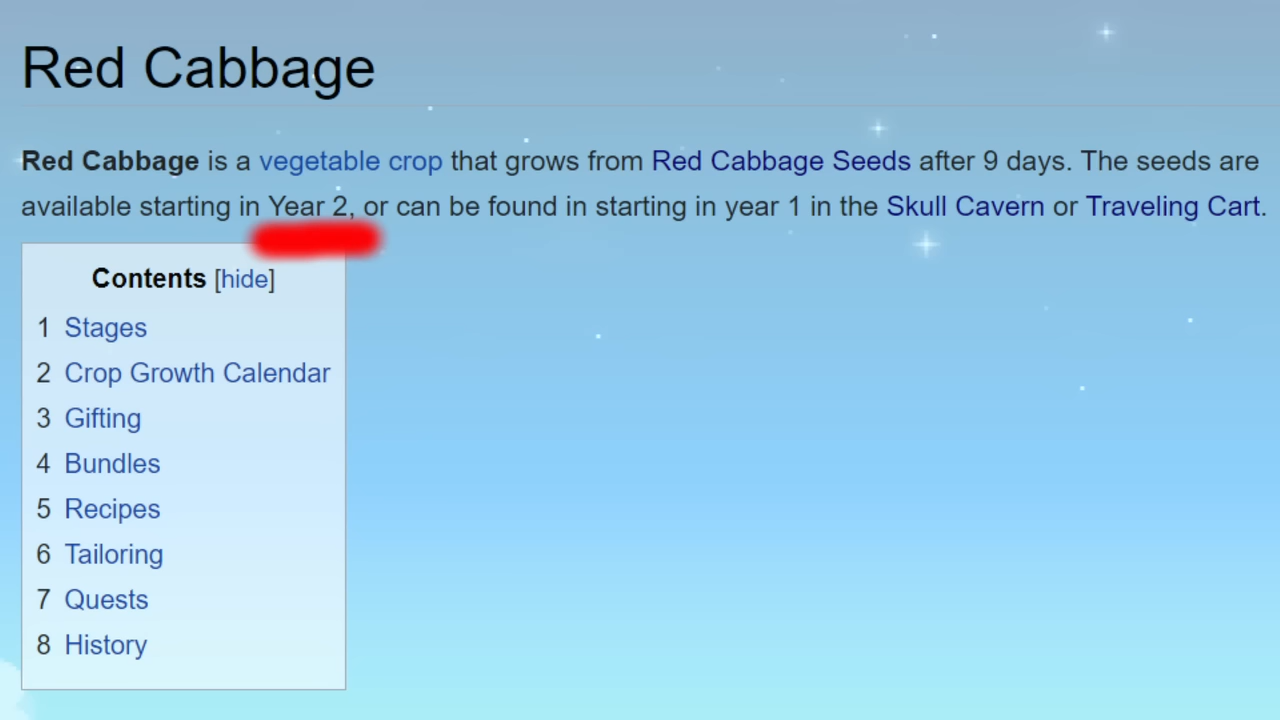 Red Cabbage
Red Cabbage is a vegetable crop that grows from Red Cabbage Seeds after 9 days. The seeds are
available starting in Year 2, or can be found in starting in year 1 in the Skull Cavern or Traveling Cart.
Contents [hide]
1 Stages
2 Crop Growth Calendar
3 Gifting
4 Bundles
5 Recipes
6 Tailoring
7 Quests
8 History